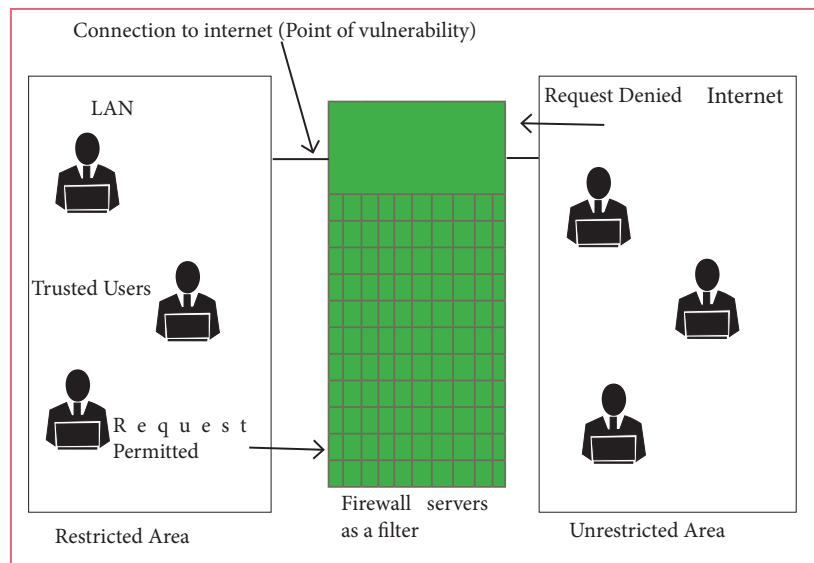 Connection to internet (Point of vulnerability)
LAN
Request Denied
Internet
Trusted Users
Request
Permitted
Firewall servers
as a filter
Restricted Area
Unrestricted Area